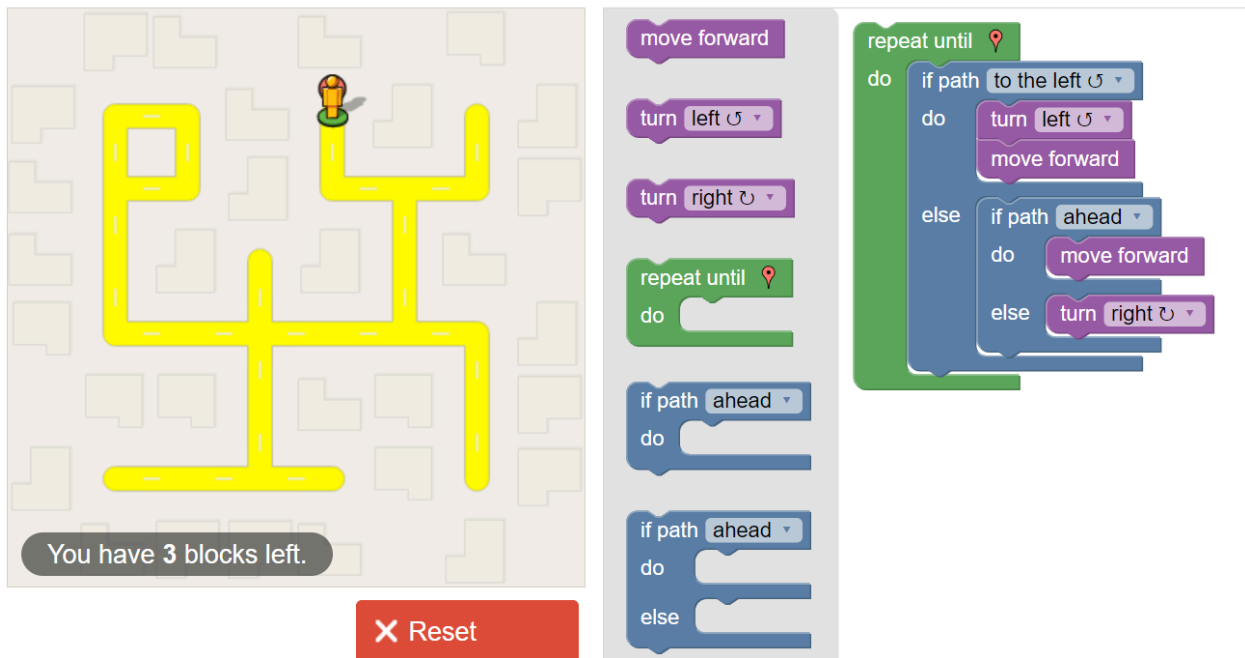 You have 3 blocks left.
Reset
move forward
turn left ↺
turn right ↻
repeat until
do
if path ahead
do
if path ahead
do
else
repeat until
do
if path to the left ↺
do
turn left ↺
move forward
else
if path ahead
do
move forward
else
turn right ↻